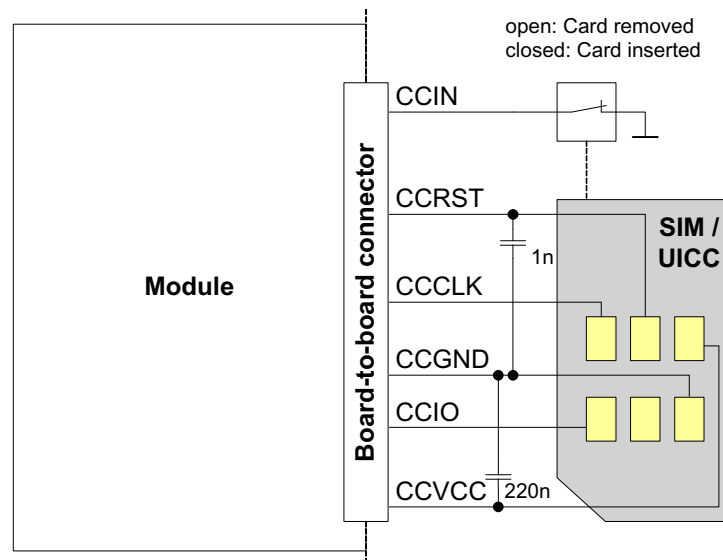 open: Card removed
closed: Card inserted
CCIN
CCRST
SIM /
UICC
1n
Module
Board-to-board connector
CCCLK
CCGND
CCIO
CCVCC
220n